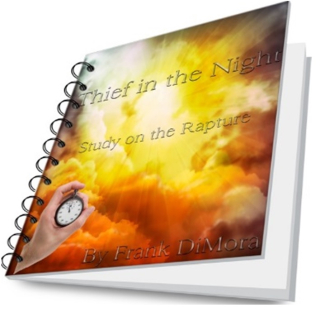 Thief in the Night
Study on the Rapture
By Frank DiMora